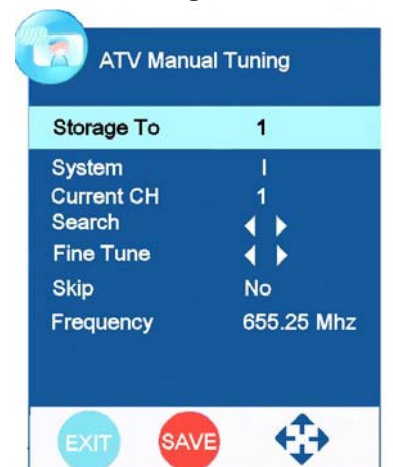 ATV Manual Tuning
Storage To 1
System I
Current CH 1
Search
Fine Tune
Skip No
Frequency 655.25 Mhz
EXIT SAVE